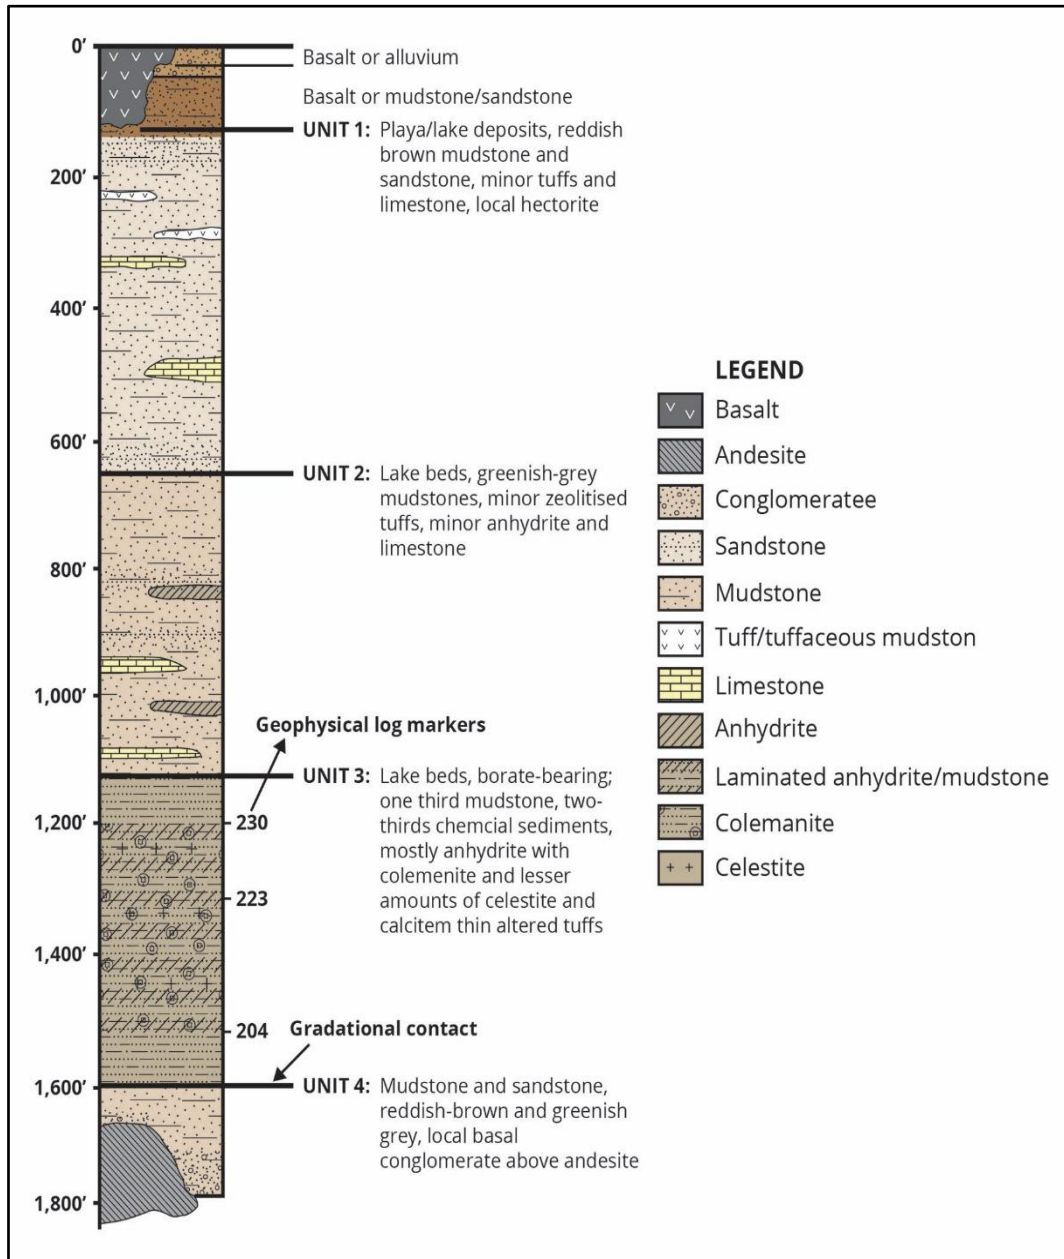 0'
Basalt or alluvium
Basalt or mudstone/sandstone
UNIT 1: Playa/lake deposits, reddish
brown mudstone and
sandstone, minor tuffs and
limestone, local hectorite
200'
400'
600'
UNIT 2: Lake beds, greenish-grey
mudstones, minor zeolitised
tuffs, minor anhydrite and
limestone
800'
1,000'
Geophysical log markers
UNIT 3: Lake beds, borate-bearing;
one third mudstone, two-
thirds chemcial sediments,
mostly anhydrite with
colemenite and lesser
amounts of celestite and
calcitem thin altered tuffs
1,200'
230
223
1,400'
204
Gradational contact
1,600'
UNIT 4: Mudstone and sandstone,
reddish-brown and greenish
grey, local basal
conglomerate above andesite
1,800'
LEGEND
Basalt
Andesite
Conglomeratee
Sandstone
Mudstone
Tuff/tuffaceous mudston
Limestone
Anhydrite
Laminated anhydrite/mudstone
Colemanite
Celestite